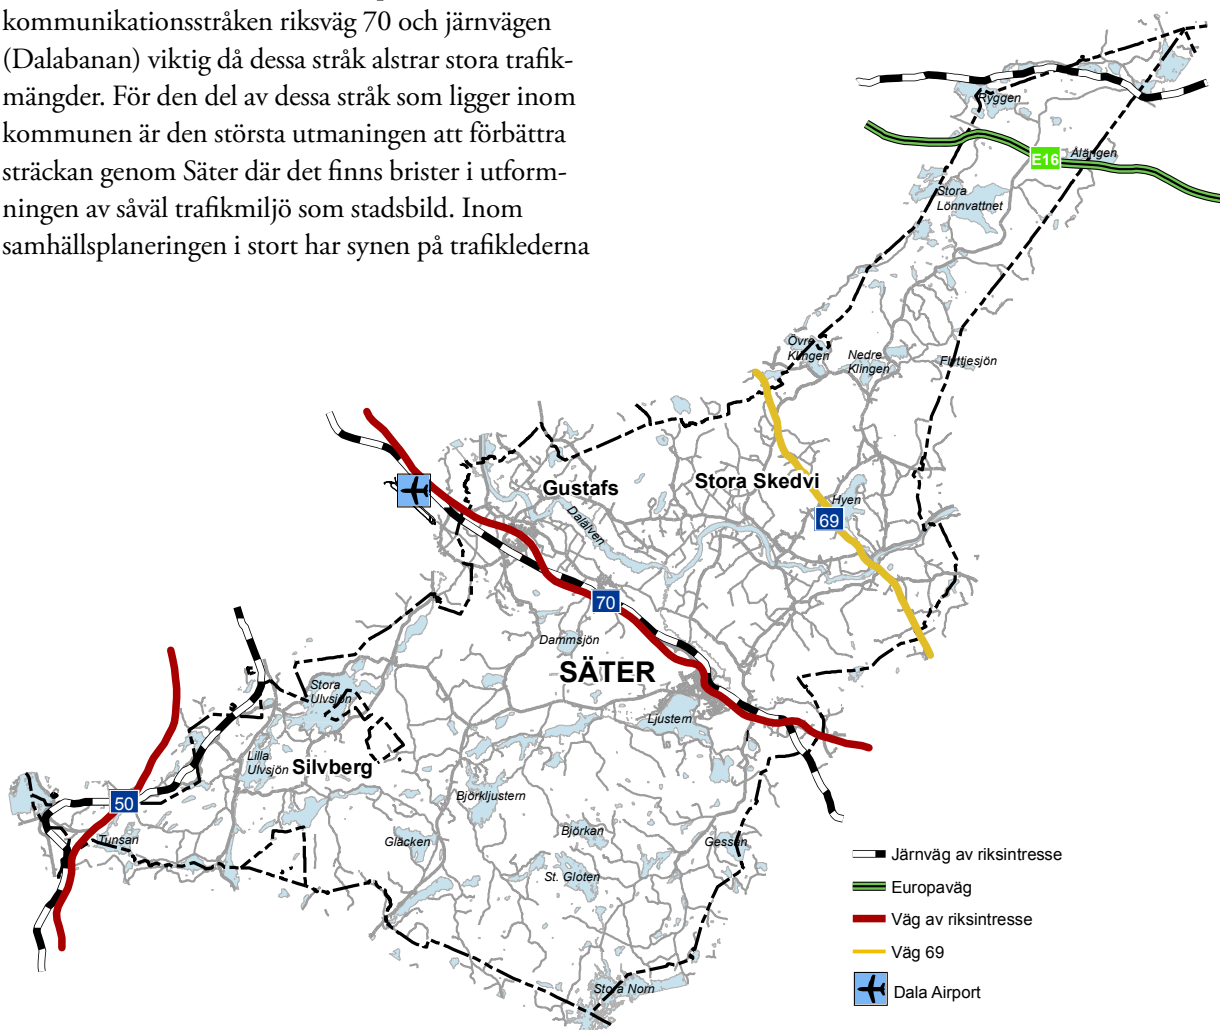 kommunikationsstråken riksväg 70 och järnvägen
(Dalabanan) viktig då dessa stråk alstrar stora trafik-
mängder. För den del av dessa stråk som ligger inom
kommunen är den största utmaningen att förbättra
sträckan genom Säter där det finns brister i utform-
ningen av såväl trafikmiljö som stadsbild. Inom
samhällsplaneringen i stort har synen på trafiklederna
Ryggen
E16
Ålängen
Stora
Lönnvattnet
Övre
Klingen
Nedre
Klingen
Flyttjesjön
Gustafs
Stora Skedvi
Hyen
69
Dalälven
70
Dammsjön
SÄTER
Stora
Ulvsjön
Ljustern
Lilla
Ulvsjön
Silvberg
50
Björkljustern
Tunsan
Gläcken
Björkan
Gessen
St. Gloten
Stora Norn
Järnväg av riksintresse
Europaväg
Väg av riksintresse
Väg 69
Dala Airport